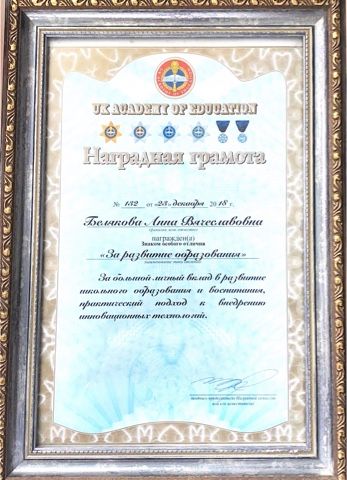 UK ACADEMY OF EDUCATION
Наградная грамота
№ 132 от «23» декабря 2018 г.
Белякова Анна Вячеславовна
награжден(а)
Знаком особого отличия
«За развитие образования»
За большой личный вклад в развитие
школьного образования и воспитания,
практический подход к внедрению
инновационных технологий.